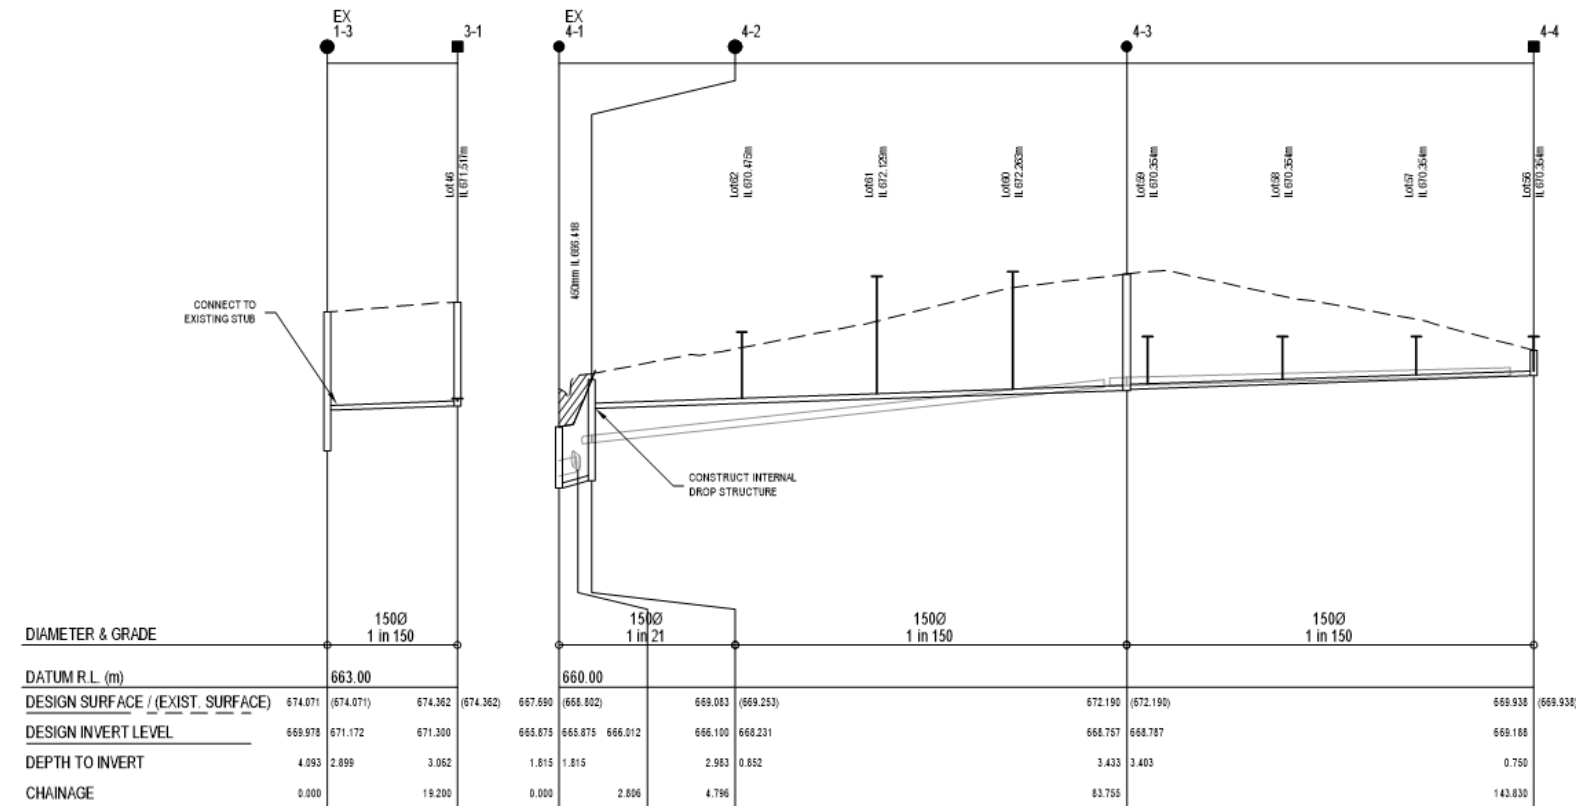 EX
1-3
3-1
EX
4-1
4-2
4-3
4-4
Lot46
IL 671.517m
450mm IL 666.418
Lot62
IL 670.475m
Lot61
IL 672.129m
Lot60
IL 672.263m
Lot59
IL 670.354m
Lot58
IL 670.354m
Lot57
IL 670.354m
Lot56
IL 670.354m
CONNECT TO
EXISTING STUB
CONSTRUCT INTERNAL
DROP STRUCTURE
DIAMETER & GRADE
150Ø
1 in 150
150Ø
1 in 21
150Ø
1 in 150
150Ø
1 in 150
DATUM R.L. (m) 663.00 660.00
DESIGN SURFACE / (EXIST. SURFACE) 674.071 (674.071) 674.362 (674.362) 667.690 (668.802) 669.083 (669.253) 672.190 (672.190) 669.938 (669.938)
DESIGN INVERT LEVEL 669.978 671.172 671.300 665.875 665.875 666.012 666.100 668.231 668.757 668.787 669.188
DEPTH TO INVERT 4.093 2.899 3.062 1.815 1.815 2.983 0.852 3.433 3.403 0.750
CHAINAGE 0.000 19.200 0.000 2.806 4.796 83.755 143.830